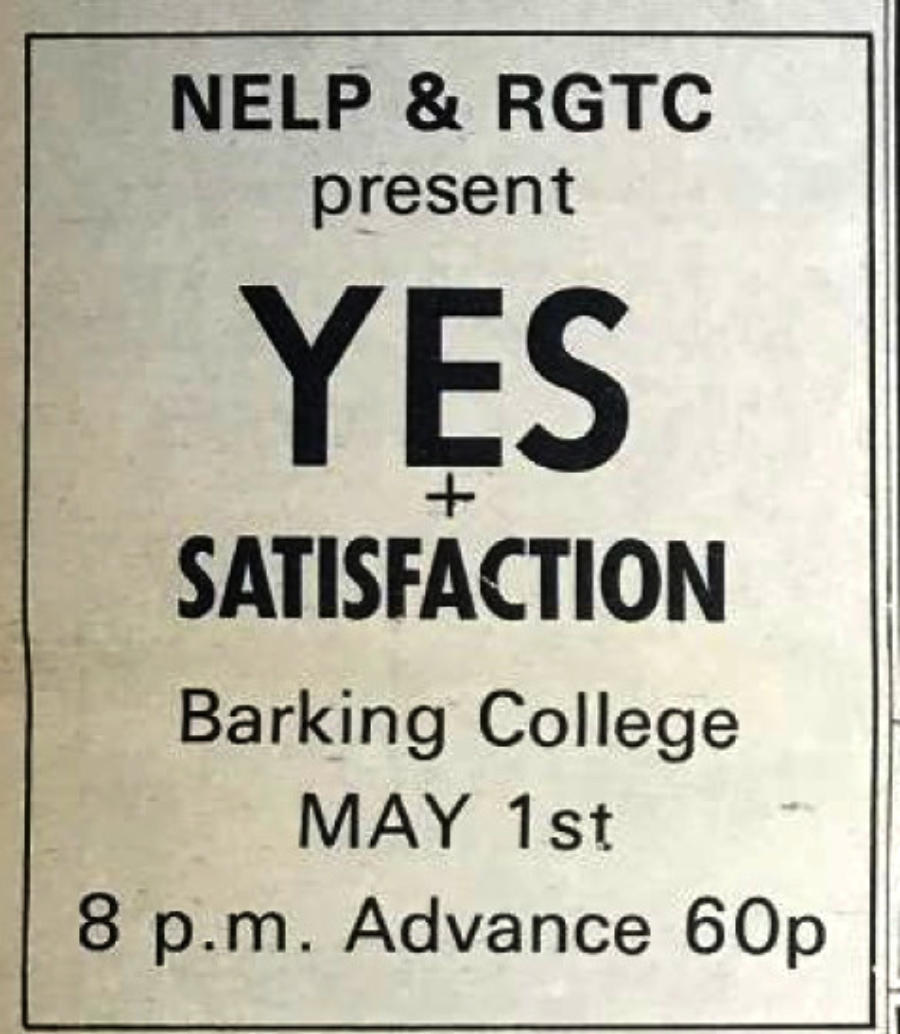 NELP & RGTC
present
YES
+
SATISFACTION
Barking College
MAY 1st
8 p.m. Advance 60p